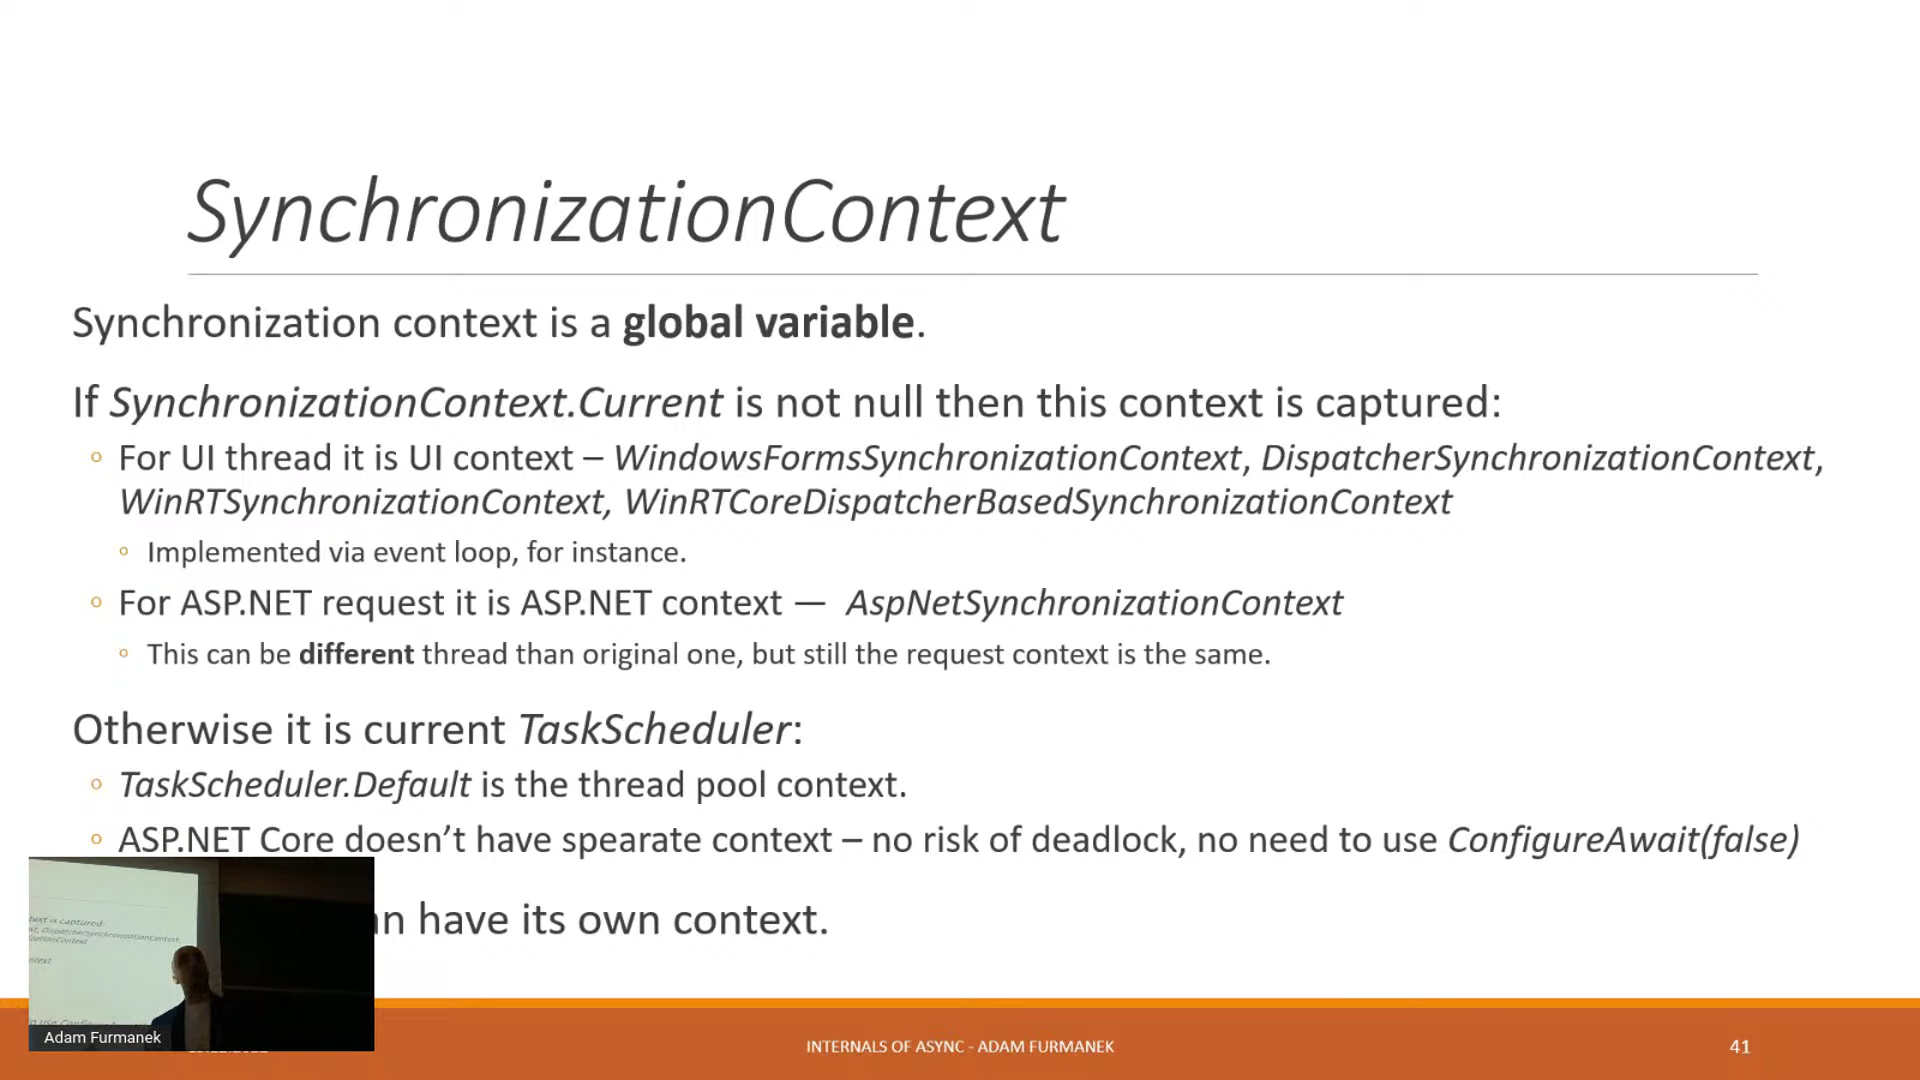 SynchronizationContext
Synchronization context is a global variable.
If SynchronizationContext.Current is not null then this context is captured:
For UI thread it is UI context – WindowsFormsSynchronizationContext, DispatcherSynchronizationContext,
WinRTSynchronizationContext, WinRTCoreDispatcherBasedSynchronizationContext
Implemented via event loop, for instance.
For ASP.NET request it is ASP.NET context — AspNetSynchronizationContext
This can be different thread than original one, but still the request context is the same.
Otherwise it is current TaskScheduler:
TaskScheduler.Default is the thread pool context.
ASP.NET Core doesn't have spearate context – no risk of deadlock, no need to use ConfigureAwait(false)
have its own context.
text is captured:
DispatcherSynchronizationContext,
Adam Furmanek
INTERNALS OF ASYNC - ADAM FURMANEK
41